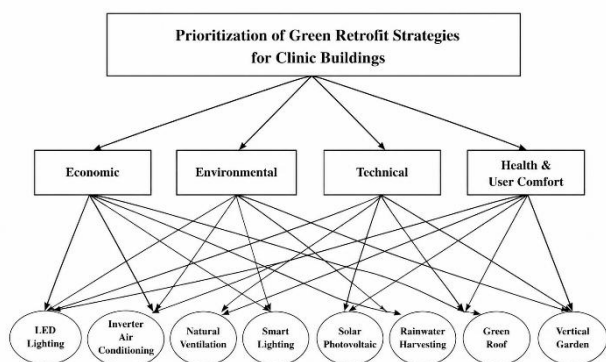 Prioritization of Green Retrofit Strategies
for Clinic Buildings
Economic
Environmental
Technical
Health &
User Comfort
LED
Lighting
Inverter
Air
Conditioning
Natural
Ventilation
Smart
Lighting
Solar
Photovoltaic
Rainwater
Harvesting
Green
Roof
Vertical
Garden